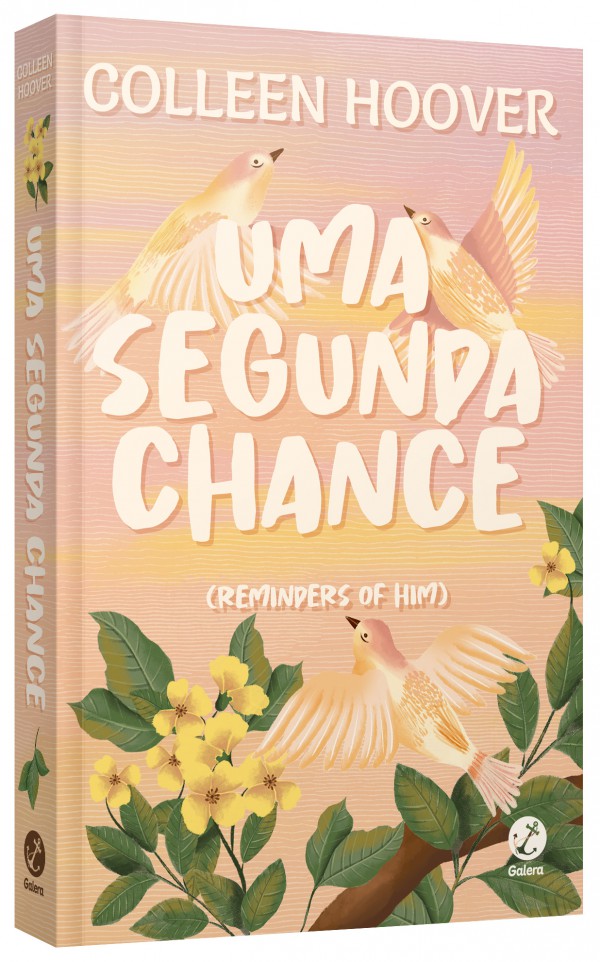 COLLEEN HOOVER
UMA
SEGUNDA
CHANCE
(REMINDERS OF HIM)
Galera
COLLEEN
HOOVER
UMA SEGUNDA CHANCE
Galera